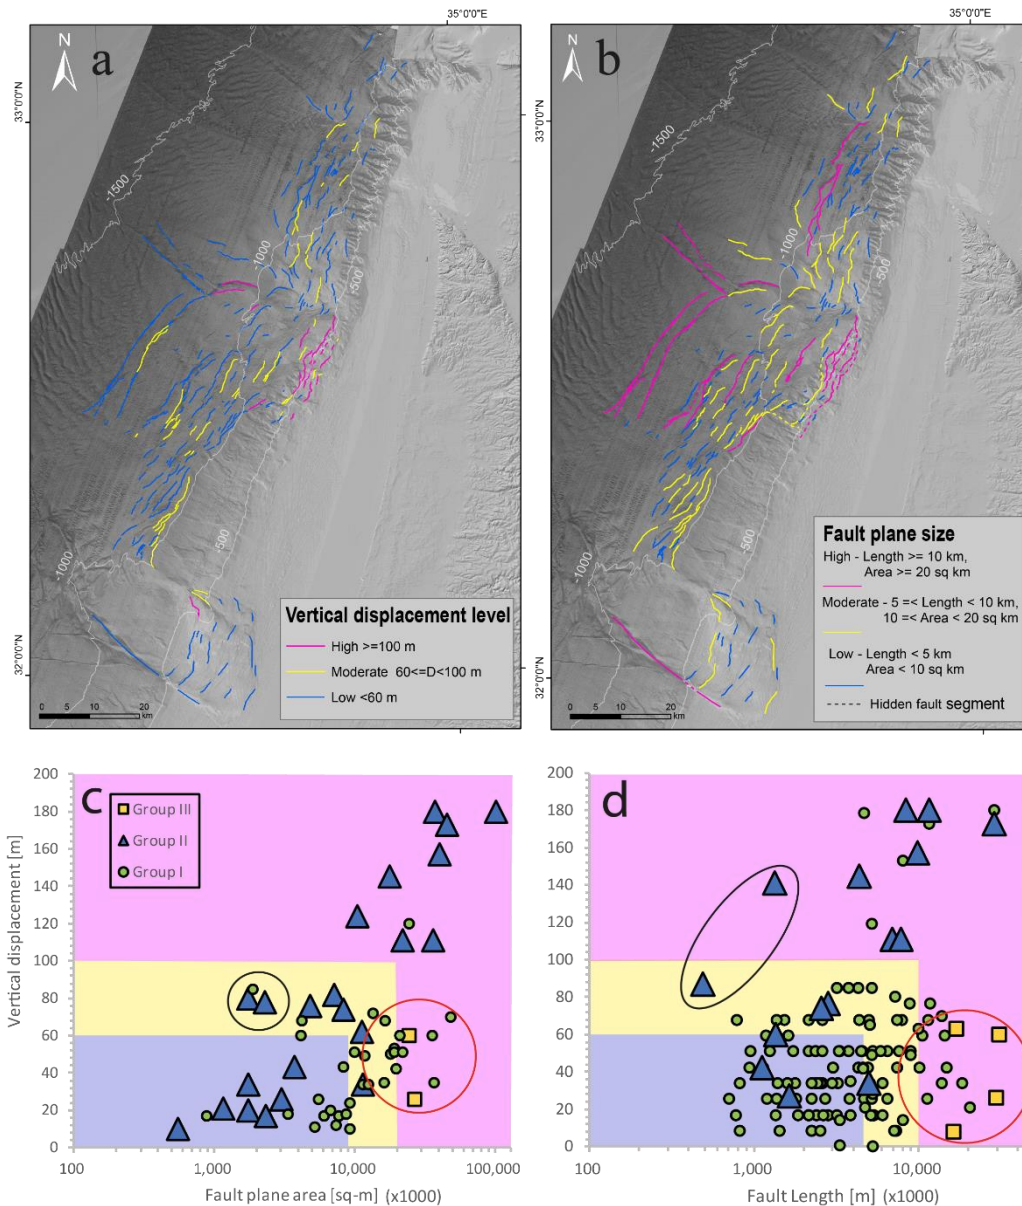 35°0'0"E
35°0'0"E
N
a
N
b
33°0'0"N
33°0'0"N
-1500
-1500
-1000
-1000
-500
-500
-500
-500
-1000
-1000
32°0'0"N
32°0'0"N
Vertical displacement level
High >=100 m
Moderate 60<=D<100 m
Low <60 m
0 5 10 20
km
Fault plane size
High - Length >= 10 km,
Area >= 20 sq km
Moderate - 5 =< Length < 10 km,
10 =< Area < 20 sq km
Low - Length < 5 km
Area < 10 sq km
Hidden fault segment
0 5 10 20
km
c
Group III
Group II
Group I
Vertical displacement [m]
200
180
160
140
120
100
80
60
40
20
0
100 1,000 10,000 100,000
Fault plane area [sq-m] (x1000)
d
200
180
160
140
120
100
80
60
40
20
0
100 1,000 10,000
Fault Length [m] (x1000)